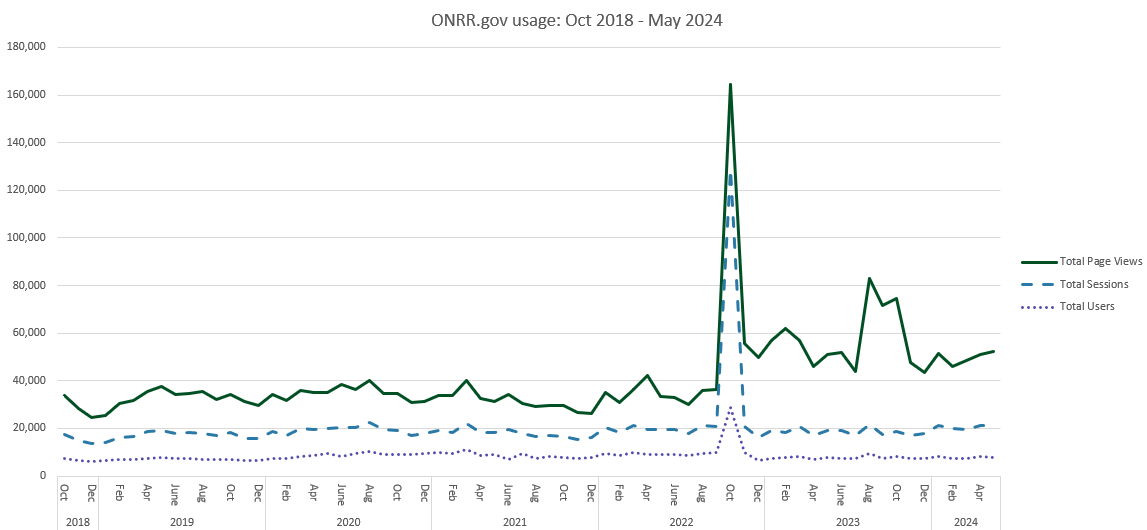 ONRR.gov usage: Oct 2018 - May 2024
180,000
160,000
140,000
120,000
100,000
80,000
60,000
40,000
20,000
0
Total Page Views
Total Sessions
Total Users
Oct Dec Feb Apr June Aug Oct Dec Feb Apr June Aug Oct Dec Feb Apr June Aug Oct Dec Feb Apr June Aug Oct Dec Feb Apr June Aug Oct Dec Feb Apr
2018 2019 2020 2021 2022 2023 2024